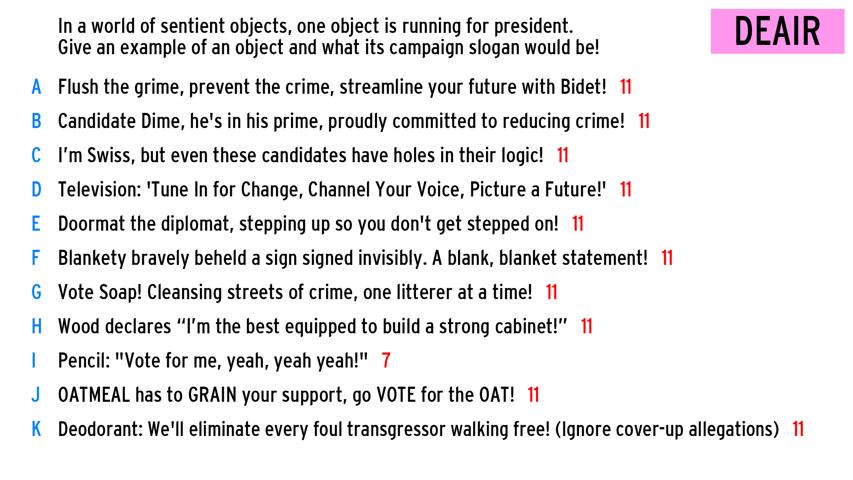 In a world of sentient objects, one object is running for president.
Give an example of an object and what its campaign slogan would be!
DEAIR
A Flush the grime, prevent the crime, streamline your future with Bidet! 11
B Candidate Dime, he's in his prime, proudly committed to reducing crime! 11
C I'm Swiss, but even these candidates have holes in their logic! 11
D Television: 'Tune In for Change, Channel Your Voice, Picture a Future!' 11
E Doormat the diplomat, stepping up so you don't get stepped on! 11
F Blankety bravely beheld a sign signed invisibly. A blank, blanket statement! 11
G Vote Soap! Cleansing streets of crime, one litterer at a time! 11
H Wood declares “I'm the best equipped to build a strong cabinet!” 11
I Pencil: "Vote for me, yeah, yeah yeah!" 7
J OATMEAL has to GRAIN your support, go VOTE for the OAT! 11
K Deodorant: We'll eliminate every foul transgressor walking free! (Ignore cover-up allegations) 11